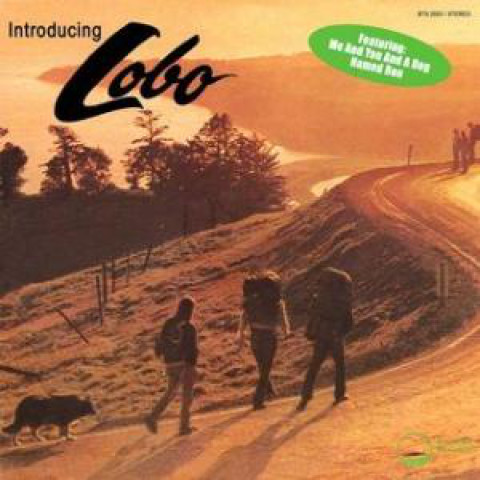 Introducing
Lobo
Featuring:
Me And You And A Dog
Named Boo